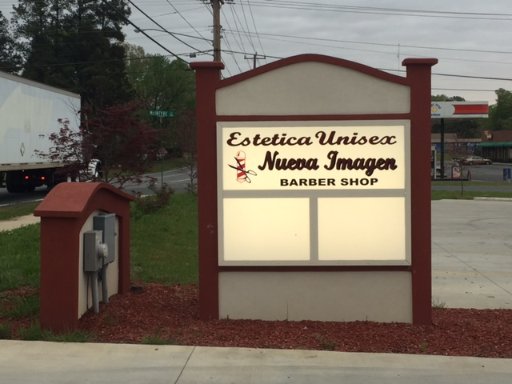 Estetica Unisex
Nueva Imagen
BARBER SHOP